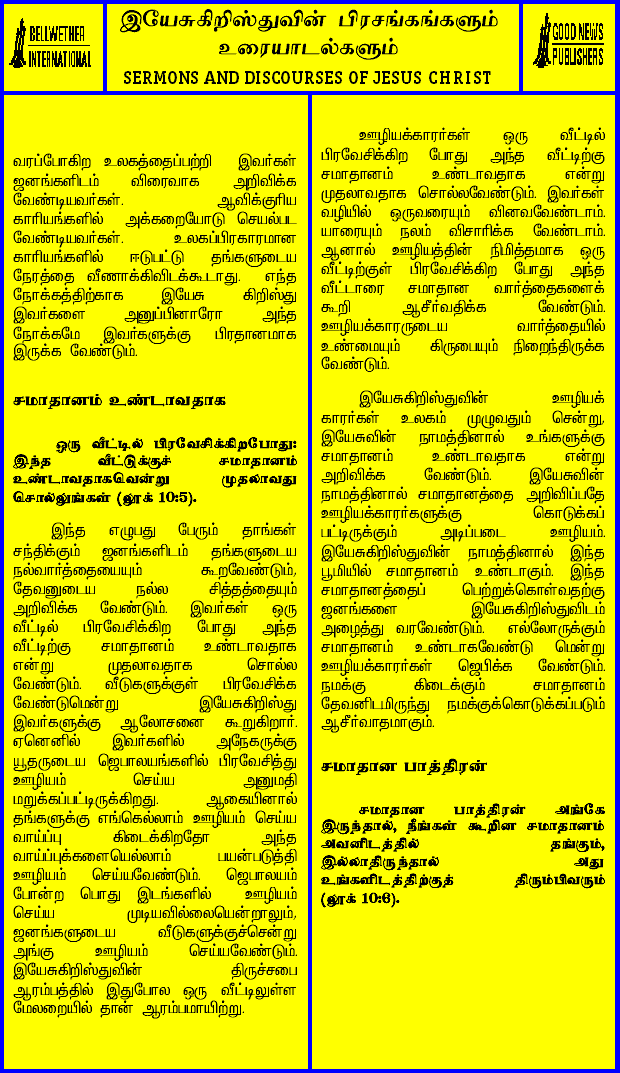 BELLWETHER
INTERNATIONAL
இயேசுகிறிஸ்துவின் பிரசங்கங்களும்
உரையாடல்களும்
SERMONS AND DISCOURSES OF JESUS CHRIST
GOOD NEWS
PUBLISHERS
வரப்போகிற உலகத்தைப்பற்றி இவர்கள்
ஜனங்களிடம் விரைவாக அறிவிக்க
வேண்டியவர்கள். ஆவிக்குரிய
காரியங்களில் அக்கறையோடு செயல்பட
வேண்டியவர்கள். உலகப்பிரகாரமான
காரியங்களில் ஈடுபட்டு தங்களுடைய
நேரத்தை வீணாக்கிவிடக்கூடாது. எந்த
நோக்கத்திற்காக இயேசு கிறிஸ்து
இவர்களை அனுப்பினாரோ அந்த
நோக்கமே இவர்களுக்கு பிரதானமாக
இருக்க வேண்டும்.
சமாதானம் உண்டாவதாக
ஒரு வீட்டில் பிரவேசிக்கிறபோது:
இந்த வீட்டுக்குச் சமாதானம்
உண்டாவதாகவென்று முதலாவது
சொல்லுங்கள் (லூக் 10:5).
இந்த எழுபது பேரும் தாங்கள்
சந்திக்கும் ஜனங்களிடம் தங்களுடைய
நல்வார்த்தையையும் கூறவேண்டும்,
தேவனுடைய நல்ல சித்தத்தையும்
அறிவிக்க வேண்டும். இவர்கள் ஒரு
வீட்டில் பிரவேசிக்கிற போது அந்த
வீட்டிற்கு சமாதானம் உண்டாவதாக
என்று முதலாவதாக சொல்ல
வேண்டும். வீடுகளுக்குள் பிரவேசிக்க
வேண்டுமென்று இயேசுகிறிஸ்து
இவர்களுக்கு ஆலோசனை கூறுகிறார்.
ஏனெனில் இவர்களில் அநேகருக்கு
யூதருடைய ஜெபாலயங்களில் பிரவேசித்து
ஊழியம் செய்ய அனுமதி
மறுக்கப்பட்டிருக்கிறது. ஆகையினால்
தங்களுக்கு எங்கெல்லாம் ஊழியம் செய்ய
வாய்ப்பு கிடைக்கிறதோ அந்த
வாய்ப்புக்களையெல்லாம் பயன்படுத்தி
ஊழியம் செய்யவேண்டும். ஜெபாலயம்
போன்ற பொது இடங்களில் ஊழியம்
செய்ய முடியவில்லையென்றாலும்,
ஜனங்களுடைய வீடுகளுக்குச்சென்று
அங்கு ஊழியம் செய்யவேண்டும்.
இயேசுகிறிஸ்துவின் திருச்சபை
ஆரம்பத்தில் இதுபோல ஒரு வீட்டிலுள்ள
மேலறையில் தான் ஆரம்பமாயிற்று.
ஊழியக்காரர்கள் ஒரு வீட்டில்
பிரவேசிக்கிற போது அந்த வீட்டிற்கு
சமாதானம் உண்டாவதாக என்று
முதலாவதாக சொல்லவேண்டும். இவர்கள்
வழியில் ஒருவரையும் வினவவேண்டாம்.
யாரையும் நலம் விசாரிக்க வேண்டாம்.
ஆனால் ஊழியத்தின் நிமித்தமாக ஒரு
வீட்டிற்குள் பிரவேசிக்கிற போது அந்த
வீட்டாரை சமாதான வார்த்தைகளைக்
கூறி ஆசீர்வதிக்க வேண்டும்.
ஊழியக்காரருடைய வார்த்தையில்
உண்மையும் கிருபையும் நிறைந்திருக்க
வேண்டும்.
இயேசுகிறிஸ்துவின் ஊழியக்
காரர்கள் உலகம் முழுவதும் சென்று,
இயேசுவின் நாமத்தினால் உங்களுக்கு
சமாதானம் உண்டாவதாக என்று
அறிவிக்க வேண்டும். இயேசுவின்
நாமத்தினால் சமாதானத்தை அறிவிப்பதே
ஊழியக்காரர்களுக்கு கொடுக்கப்
பட்டிருக்கும் அடிப்படை ஊழியம்.
இயேசுகிறிஸ்துவின் நாமத்தினால் இந்த
பூமியில் சமாதானம் உண்டாகும். இந்த
சமாதானத்தைப் பெற்றுக்கொள்வதற்கு
ஜனங்களை இயேசுகிறிஸ்துவிடம்
அழைத்து வரவேண்டும். எல்லோருக்கும்
சமாதானம் உண்டாகவேண்டு மென்று
ஊழியக்காரர்கள் ஜெபிக்க வேண்டும்.
நமக்கு கிடைக்கும் சமாதானம்
தேவனிடமிருந்து நமக்குக்கொடுக்கப்படும்
ஆசீர்வாதமாகும்.
சமாதான பாத்திரன்
சமாதான பாத்திரன் அங்கே
இருந்தால், நீங்கள் கூறின சமாதானம்
அவனிடத்தில் தங்கும்,
இல்லாதிருந்தால் அது
உங்களிடத்திற்குத் திரும்பிவரும்
(லூக் 10:6).